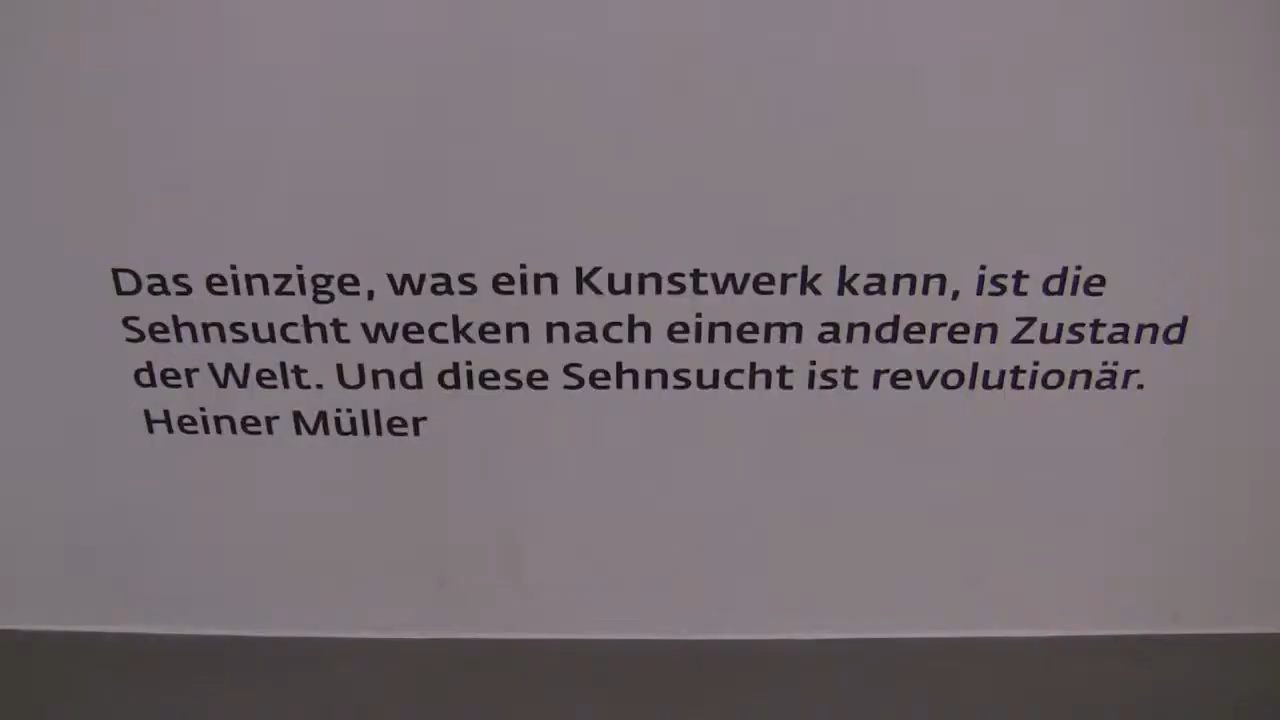 Das einzige, was ein Kunstwerk kann, ist die
Sehnsucht wecken nach einem anderen Zustand
der Welt. Und diese Sehnsucht ist revolutionär.
Heiner Müller